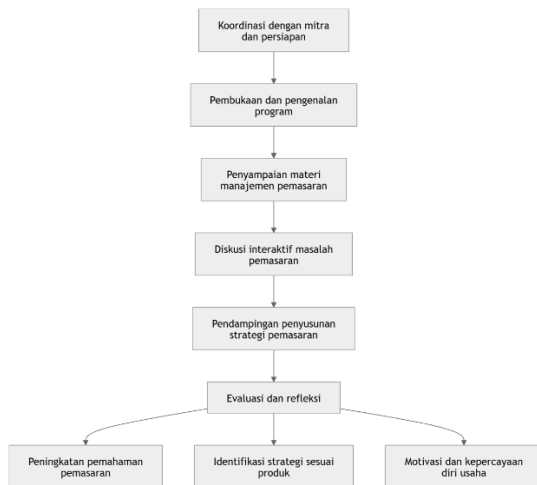 Koordinasi dengan mitra
dan persiapan
Pembukaan dan pengenalan
program
Penyampaian materi
manajemen pemasaran
Diskusi interaktif masalah
pemasaran
Pendampingan penyusunan
strategi pemasaran
Evaluasi dan refleksi
Peningkatan pemahaman
pemasaran
Identifikasi strategi sesuai
produk
Motivasi dan kepercayaan
diri usaha